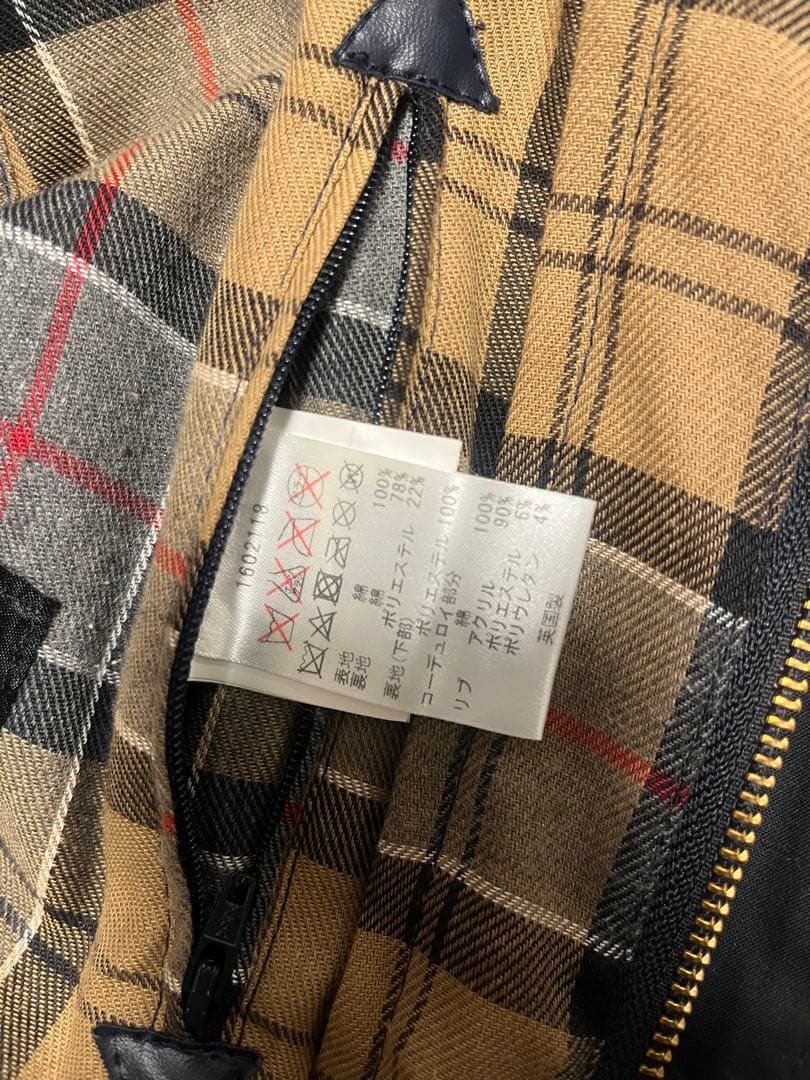 1602119
表地 綿 100%
裏地 綿 78%
ポリエステル 22%
裏地(下部) ポリエステル 100%
コーデュロイ部分
綿 100%
リブ アクリル 90%
ポリエステル 6%
ポリウレタン 4%
英国製